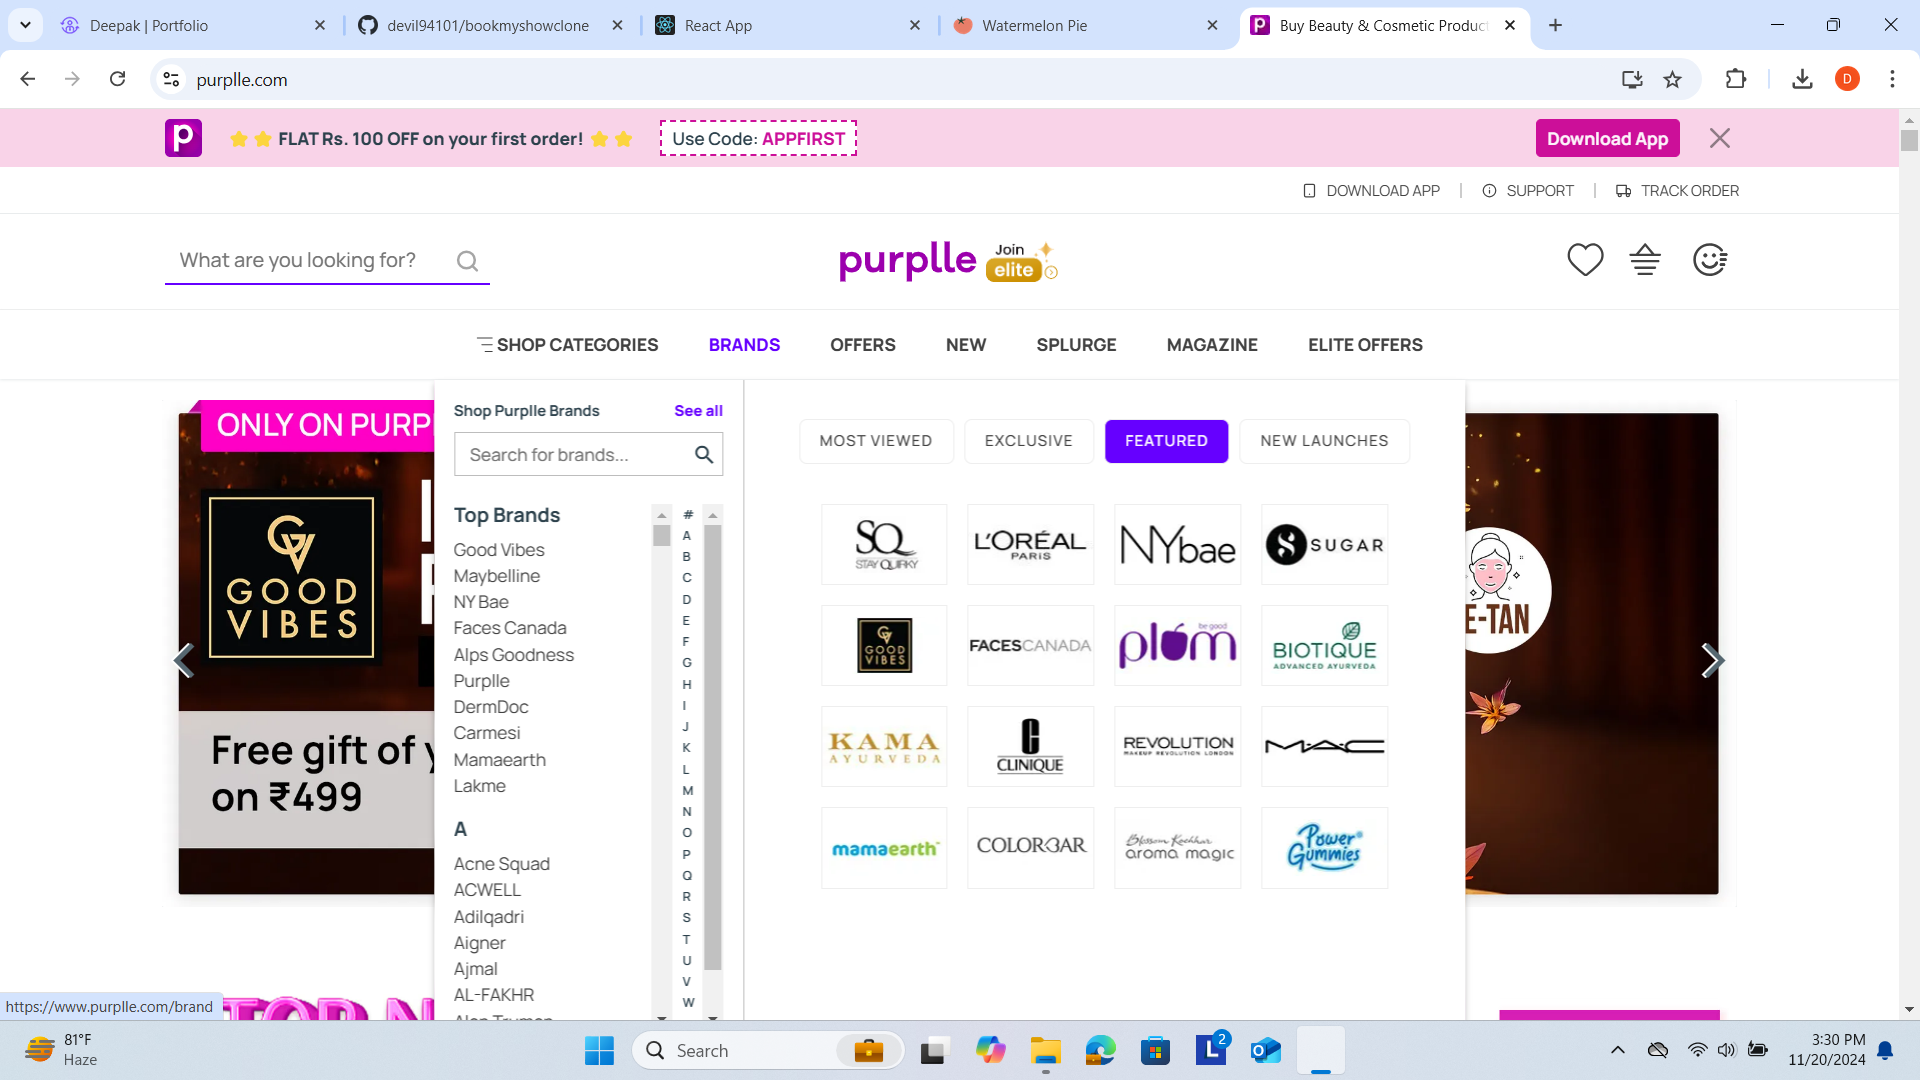 Deepak | Portfolio
devil94101/bookmyshowclone
React App
Watermelon Pie
Buy Beauty & Cosmetic Product
purplle.com
D
p
FLAT Rs. 100 OFF on your first order!
Use Code: APPFIRST
Download App
DOWNLOAD APP
SUPPORT
TRACK ORDER
What are you looking for?
purplle
Join
elite
SHOP CATEGORIES
BRANDS
OFFERS
NEW
SPLURGE
MAGAZINE
ELITE OFFERS
ONLY ON PURP
GV
GOOD
VIBES
Free gift of y
on ₹499
E-TAN
Shop Purplle Brands
See all
Search for brands...
Top Brands
Good Vibes
Maybelline
NY Bae
Faces Canada
Alps Goodness
Purplle
DermDoc
Carmesi
Mamaearth
Lakme
A
Acne Squad
ACWELL
Adilqadri
Aigner
Ajmal
AL-FAKHR
#
A
B
C
D
E
F
G
H
I
J
K
L
M
N
O
P
Q
R
S
T
U
V
W
MOST VIEWED
EXCLUSIVE
FEATURED
NEW LAUNCHES
SQ
STAY QUIRKY
L'ORÉAL
PARIS
NYbae
S SUGAR
GV
GOOD
VIBES
FACESCANADA
be good
plum
BIOTIQUE
ADVANCED AYURVEDA
KAMA
AYURVEDA
C
CLINIQUE
REVOLUTION
MAKEUP REVOLUTION LONDON
M·A·C
mamaearth™
COLORBAR
Blossom Kochhar
aroma magic
Power
Gummies®
https://www.purplle.com/brand
81°F
Haze
Search
L
2
3:30 PM
11/20/2024